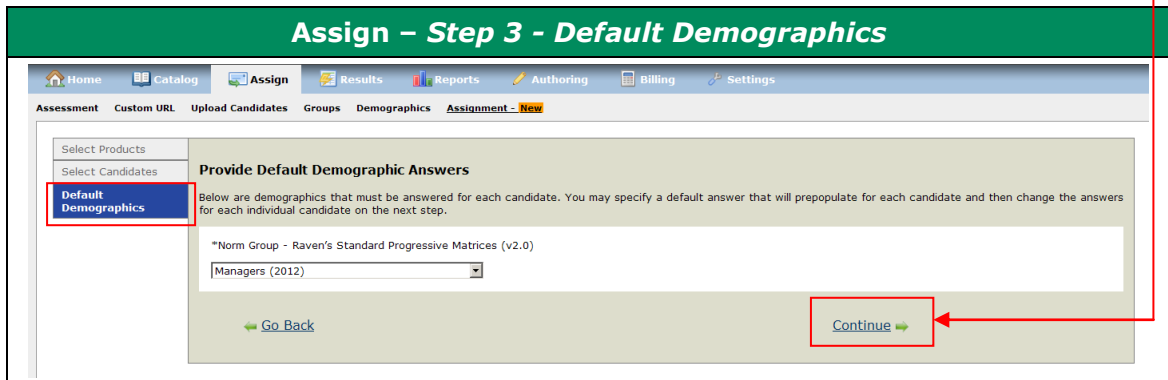 Assign – Step 3 - Default Demographics
Home Catalog Assign Results Reports Authoring Billing Settings
Assessment Custom URL Upload Candidates Groups Demographics Assignment - New
Select Products
Select Candidates
Default
Demographics
Provide Default Demographic Answers
Below are demographics that must be answered for each candidate. You may specify a default answer that will prepopulate for each candidate and then change the answers
for each individual candidate on the next step.
*Norm Group - Raven's Standard Progressive Matrices (v2.0)
Managers (2012)
Go Back Continue